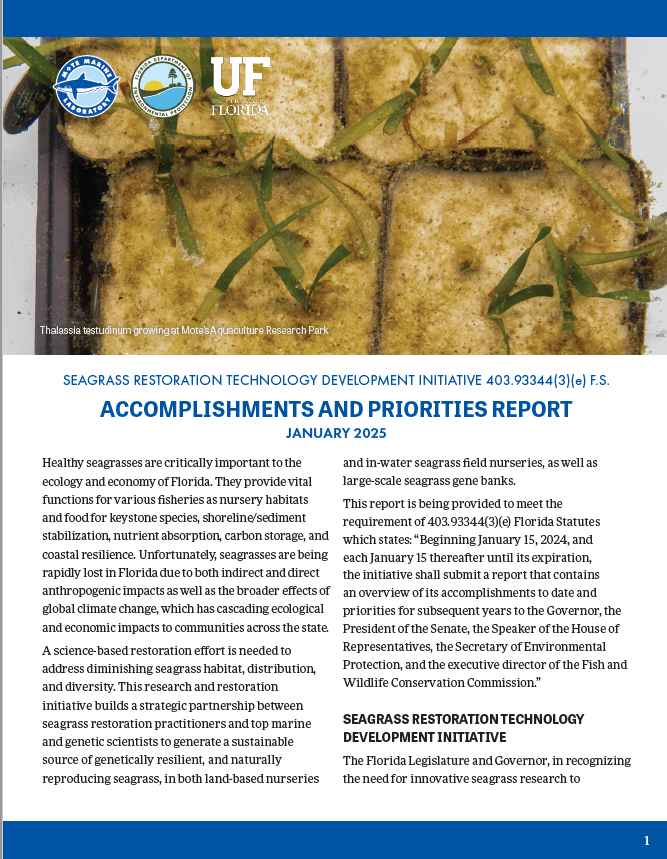 MOTE MARINE
LABORATORY
FLORIDA DEPARTMENT OF
ENVIRONMENTAL PROTECTION
UF
UNIVERSITY of
FLORIDA
Thalassia testudinum growing at Mote's Aquaculture Research Park
SEAGRASS RESTORATION TECHNOLOGY DEVELOPMENT INITIATIVE 403.93344(3)(e) F.S.
ACCOMPLISHMENTS AND PRIORITIES REPORT
JANUARY 2025
Healthy seagrasses are critically important to the
ecology and economy of Florida. They provide vital
functions for various fisheries as nursery habitats
and food for keystone species, shoreline/sediment
stabilization, nutrient absorption, carbon storage, and
coastal resilience. Unfortunately, seagrasses are being
rapidly lost in Florida due to both indirect and direct
anthropogenic impacts as well as the broader effects of
global climate change, which has cascading ecological
and economic impacts to communities across the state.
A science-based restoration effort is needed to
address diminishing seagrass habitat, distribution,
and diversity. This research and restoration
initiative builds a strategic partnership between
seagrass restoration practitioners and top marine
and genetic scientists to generate a sustainable
source of genetically resilient, and naturally
reproducing seagrass, in both land-based nurseries
and in-water seagrass field nurseries, as well as
large-scale seagrass gene banks.
This report is being provided to meet the
requirement of 403.93344(3)(e) Florida Statutes
which states: “Beginning January 15, 2024, and
each January 15 thereafter until its expiration,
the initiative shall submit a report that contains
an overview of its accomplishments to date and
priorities for subsequent years to the Governor, the
President of the Senate, the Speaker of the House of
Representatives, the Secretary of Environmental
Protection, and the executive director of the Fish and
Wildlife Conservation Commission.”
SEAGRASS RESTORATION TECHNOLOGY
DEVELOPMENT INITIATIVE
The Florida Legislature and Governor, in recognizing
the need for innovative seagrass research to
1